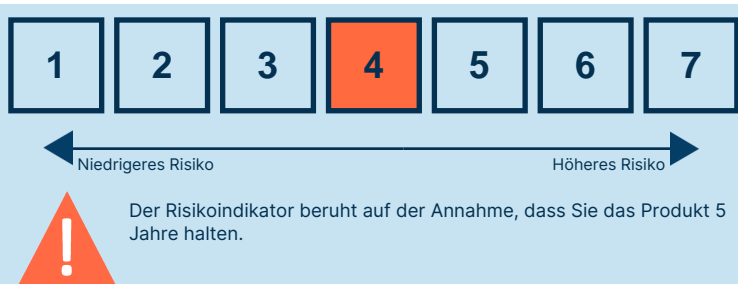 1 2 3 4 5 6 7
Niedrigeres Risiko Höheres Risiko
Der Risikoindikator beruht auf der Annahme, dass Sie das Produkt 5
Jahre halten.
!